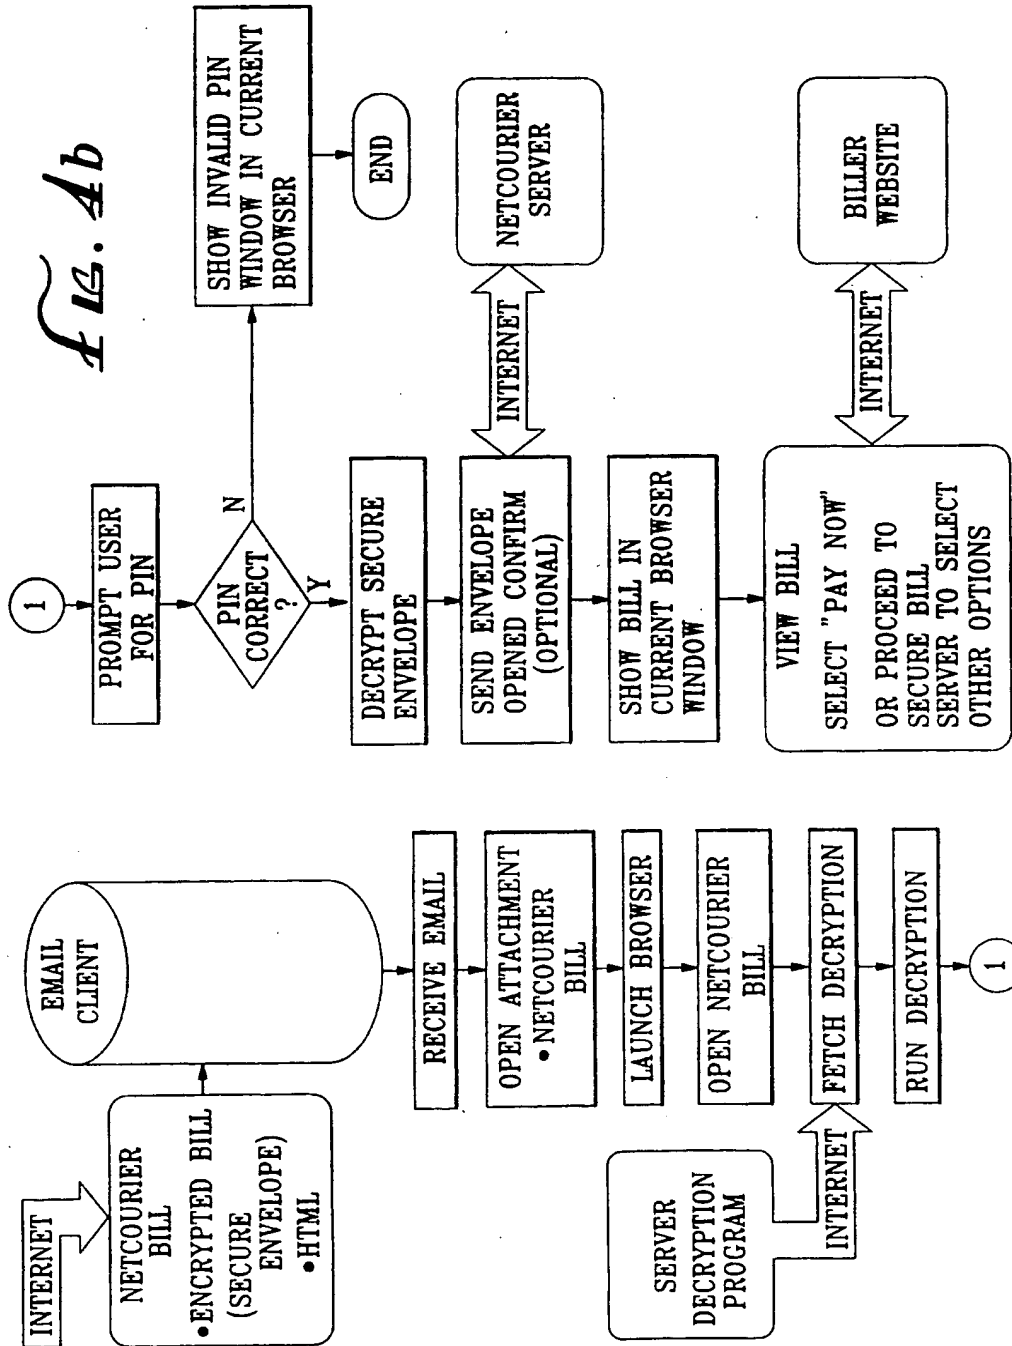 INTERNET
NETCOURIER
BILL
•ENCRYPTED BILL
(SECURE
ENVELOPE)
•HTML
EMAIL
CLIENT
RECEIVE EMAIL
OPEN ATTACHMENT
•NETCOURIER
BILL
LAUNCH BROWSER
OPEN NETCOURIER
BILL
SERVER
DECRYPTION
PROGRAM
INTERNET
FETCH DECRYPTION
RUN DECRYPTION
1
1
PROMPT USER
FOR PIN
PIN
CORRECT
?
N
Y
SHOW INVALID PIN
WINDOW IN CURRENT
BROWSER
END
DECRYPT SECURE
ENVELOPE
SEND ENVELOPE
OPENED CONFIRM
(OPTIONAL)
INTERNET
NETCOURIER
SERVER
SHOW BILL IN
CURRENT BROWSER
WINDOW
VIEW BILL
SELECT "PAY NOW"
OR PROCEED TO
SECURE BILL
SERVER TO SELECT
OTHER OPTIONS
INTERNET
BILLER
WEBSITE
FIG. 4b